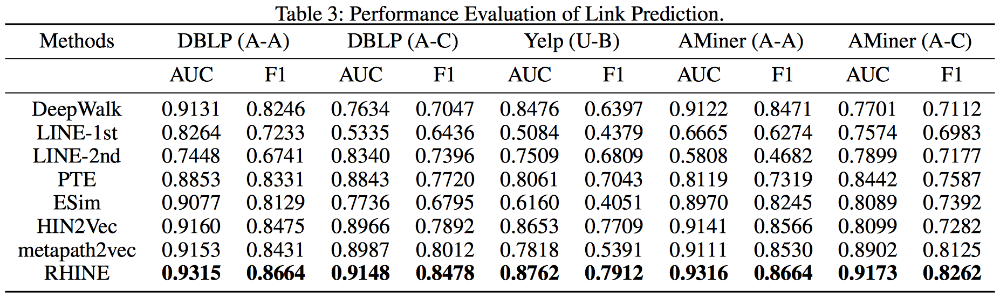 Table 3: Performance Evaluation of Link Prediction.
Methods DBLP (A-A) DBLP (A-C) Yelp (U-B) AMiner (A-A) AMiner (A-C)
AUC F1 AUC F1 AUC F1 AUC F1 AUC F1
DeepWalk 0.9131 0.8246 0.7634 0.7047 0.8476 0.6397 0.9122 0.8471 0.7701 0.7112
LINE-1st 0.8264 0.7233 0.5335 0.6436 0.5084 0.4379 0.6665 0.6274 0.7574 0.6983
LINE-2nd 0.7448 0.6741 0.8340 0.7396 0.7509 0.6809 0.5808 0.4682 0.7899 0.7177
PTE 0.8853 0.8331 0.8843 0.7720 0.8061 0.7043 0.8119 0.7319 0.8442 0.7587
ESim 0.9077 0.8129 0.7736 0.6795 0.6160 0.4051 0.8970 0.8245 0.8089 0.7392
HIN2Vec 0.9160 0.8475 0.8966 0.7892 0.8653 0.7709 0.9141 0.8566 0.8099 0.7282
metapath2vec 0.9153 0.8431 0.8987 0.8012 0.7818 0.5391 0.9111 0.8530 0.8902 0.8125
RHINE 0.9315 0.8664 0.9148 0.8478 0.8762 0.7912 0.9316 0.8664 0.9173 0.8262